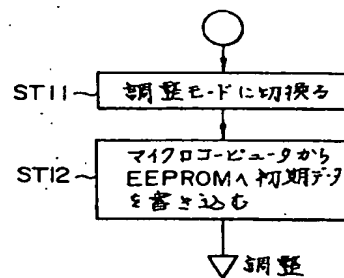 ST11
調整モードに切換る
ST12
マイクロコーピュータから
EEPROMへ初期データ
を書き込む
調整